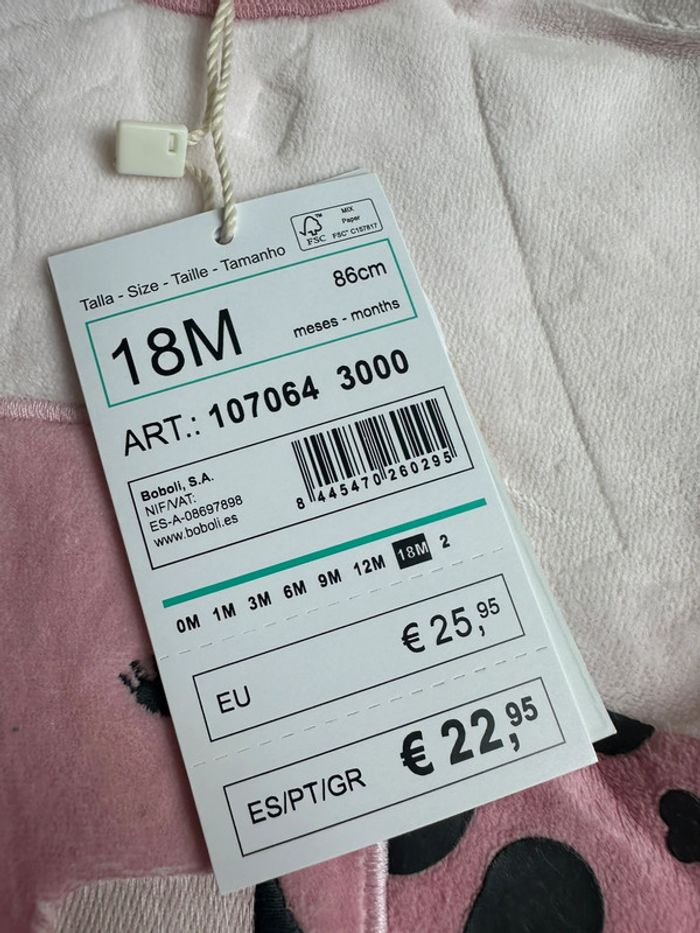 FSC™
MIX
Paper
FSC® C157817
Talla - Size - Taille - Tamanho
18M
86cm
meses - months
ART.: 107064 3000
Boboli, S.A.
NIF/VAT:
ES-A-08697898
www.boboli.es
8 445470 260295
0M 1M 3M 6M 9M 12M 18M 2
EU € 25,95
ES/PT/GR € 22,95